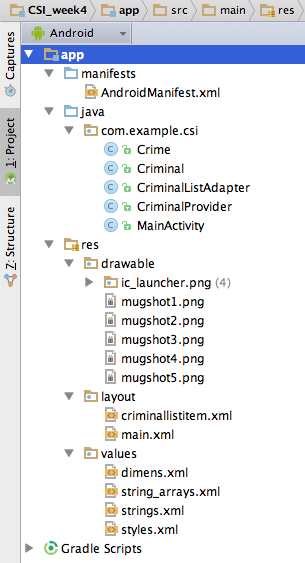 CSI_week4 app src main res
Android
Captures
1: Project
Z: Structure
app
manifests
AndroidManifest.xml
java
com.example.csi
Crime
Criminal
CriminalListAdapter
CriminalProvider
MainActivity
res
drawable
ic_launcher.png (4)
mugshot1.png
mugshot2.png
mugshot3.png
mugshot4.png
mugshot5.png
layout
criminallistitem.xml
main.xml
values
dimens.xml
string_arrays.xml
strings.xml
styles.xml
Gradle Scripts